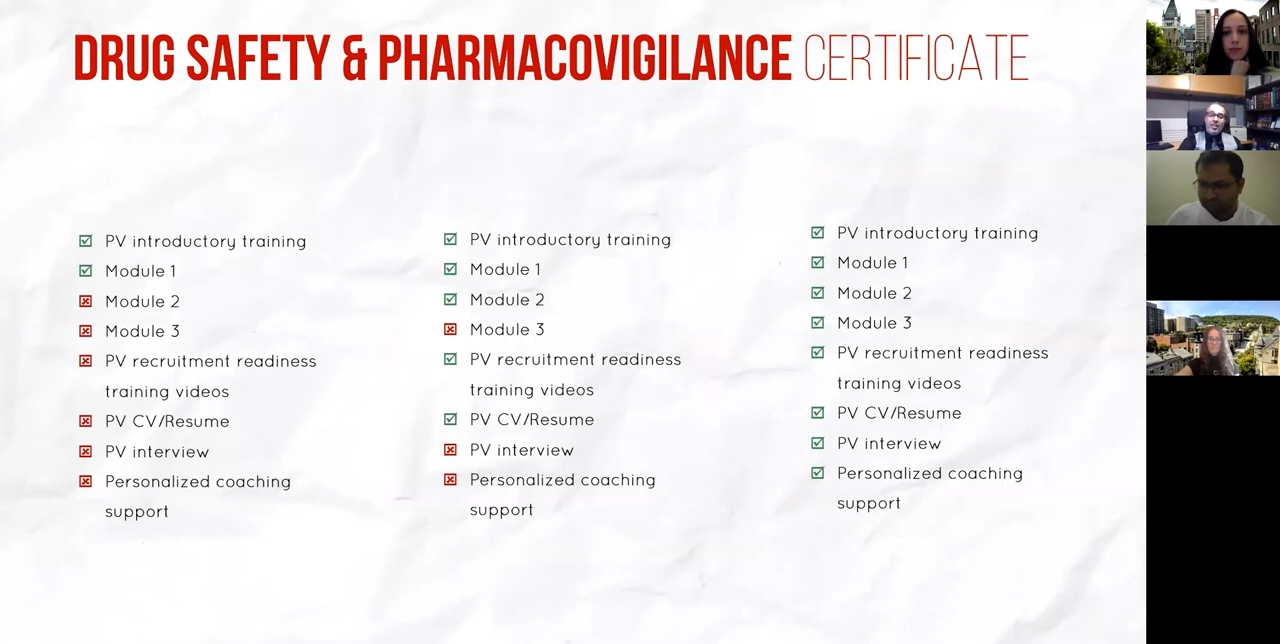 DRUG SAFETY & PHARMACOVIGILANCE CERTIFICATE
PV introductory training
Module 1
Module 2
Module 3
PV recruitment readiness
training videos
PV CV/Resume
PV interview
Personalized coaching
support
PV introductory training
Module 1
Module 2
Module 3
PV recruitment readiness
training videos
PV CV/Resume
PV interview
Personalized coaching
support
PV introductory training
Module 1
Module 2
Module 3
PV recruitment readiness
training videos
PV CV/Resume
PV interview
Personalized coaching
support